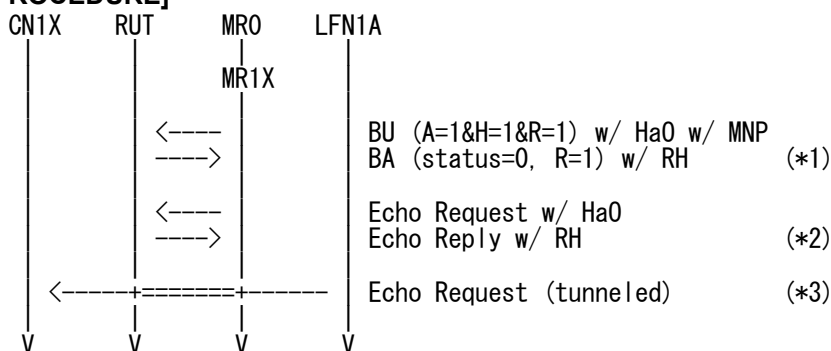 ROCEDURE]
CN1X RUT MR0 LFN1A
MR1X
<---- BU (A=1&H=1&R=1) w/ HaO w/ MNP
----> BA (status=0, R=1) w/ RH (*1)
<---- Echo Request w/ HaO
----> Echo Reply w/ RH (*2)
<-----+=======+------ Echo Request (tunneled) (*3)
V V V